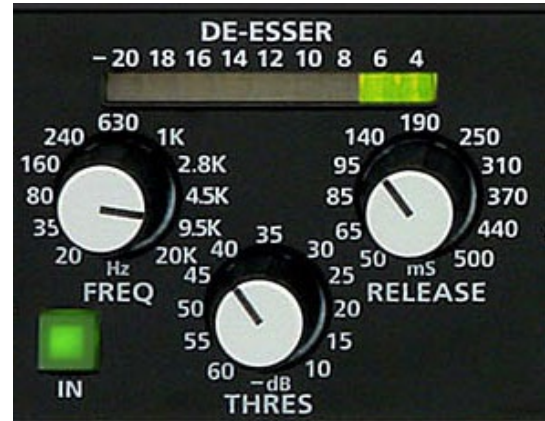 DE-ESSER
-20 18 16 14 12 10 8 6 4
20 35 80 160 240 630 1K 2.8K 4.5K 9.5K 20K
Hz
FREQ
50 65 85 95 140 190 250 310 370 440 500
mS
RELEASE
60 55 50 45 40 35 30 25 20 15 10
-dB
THRES
IN